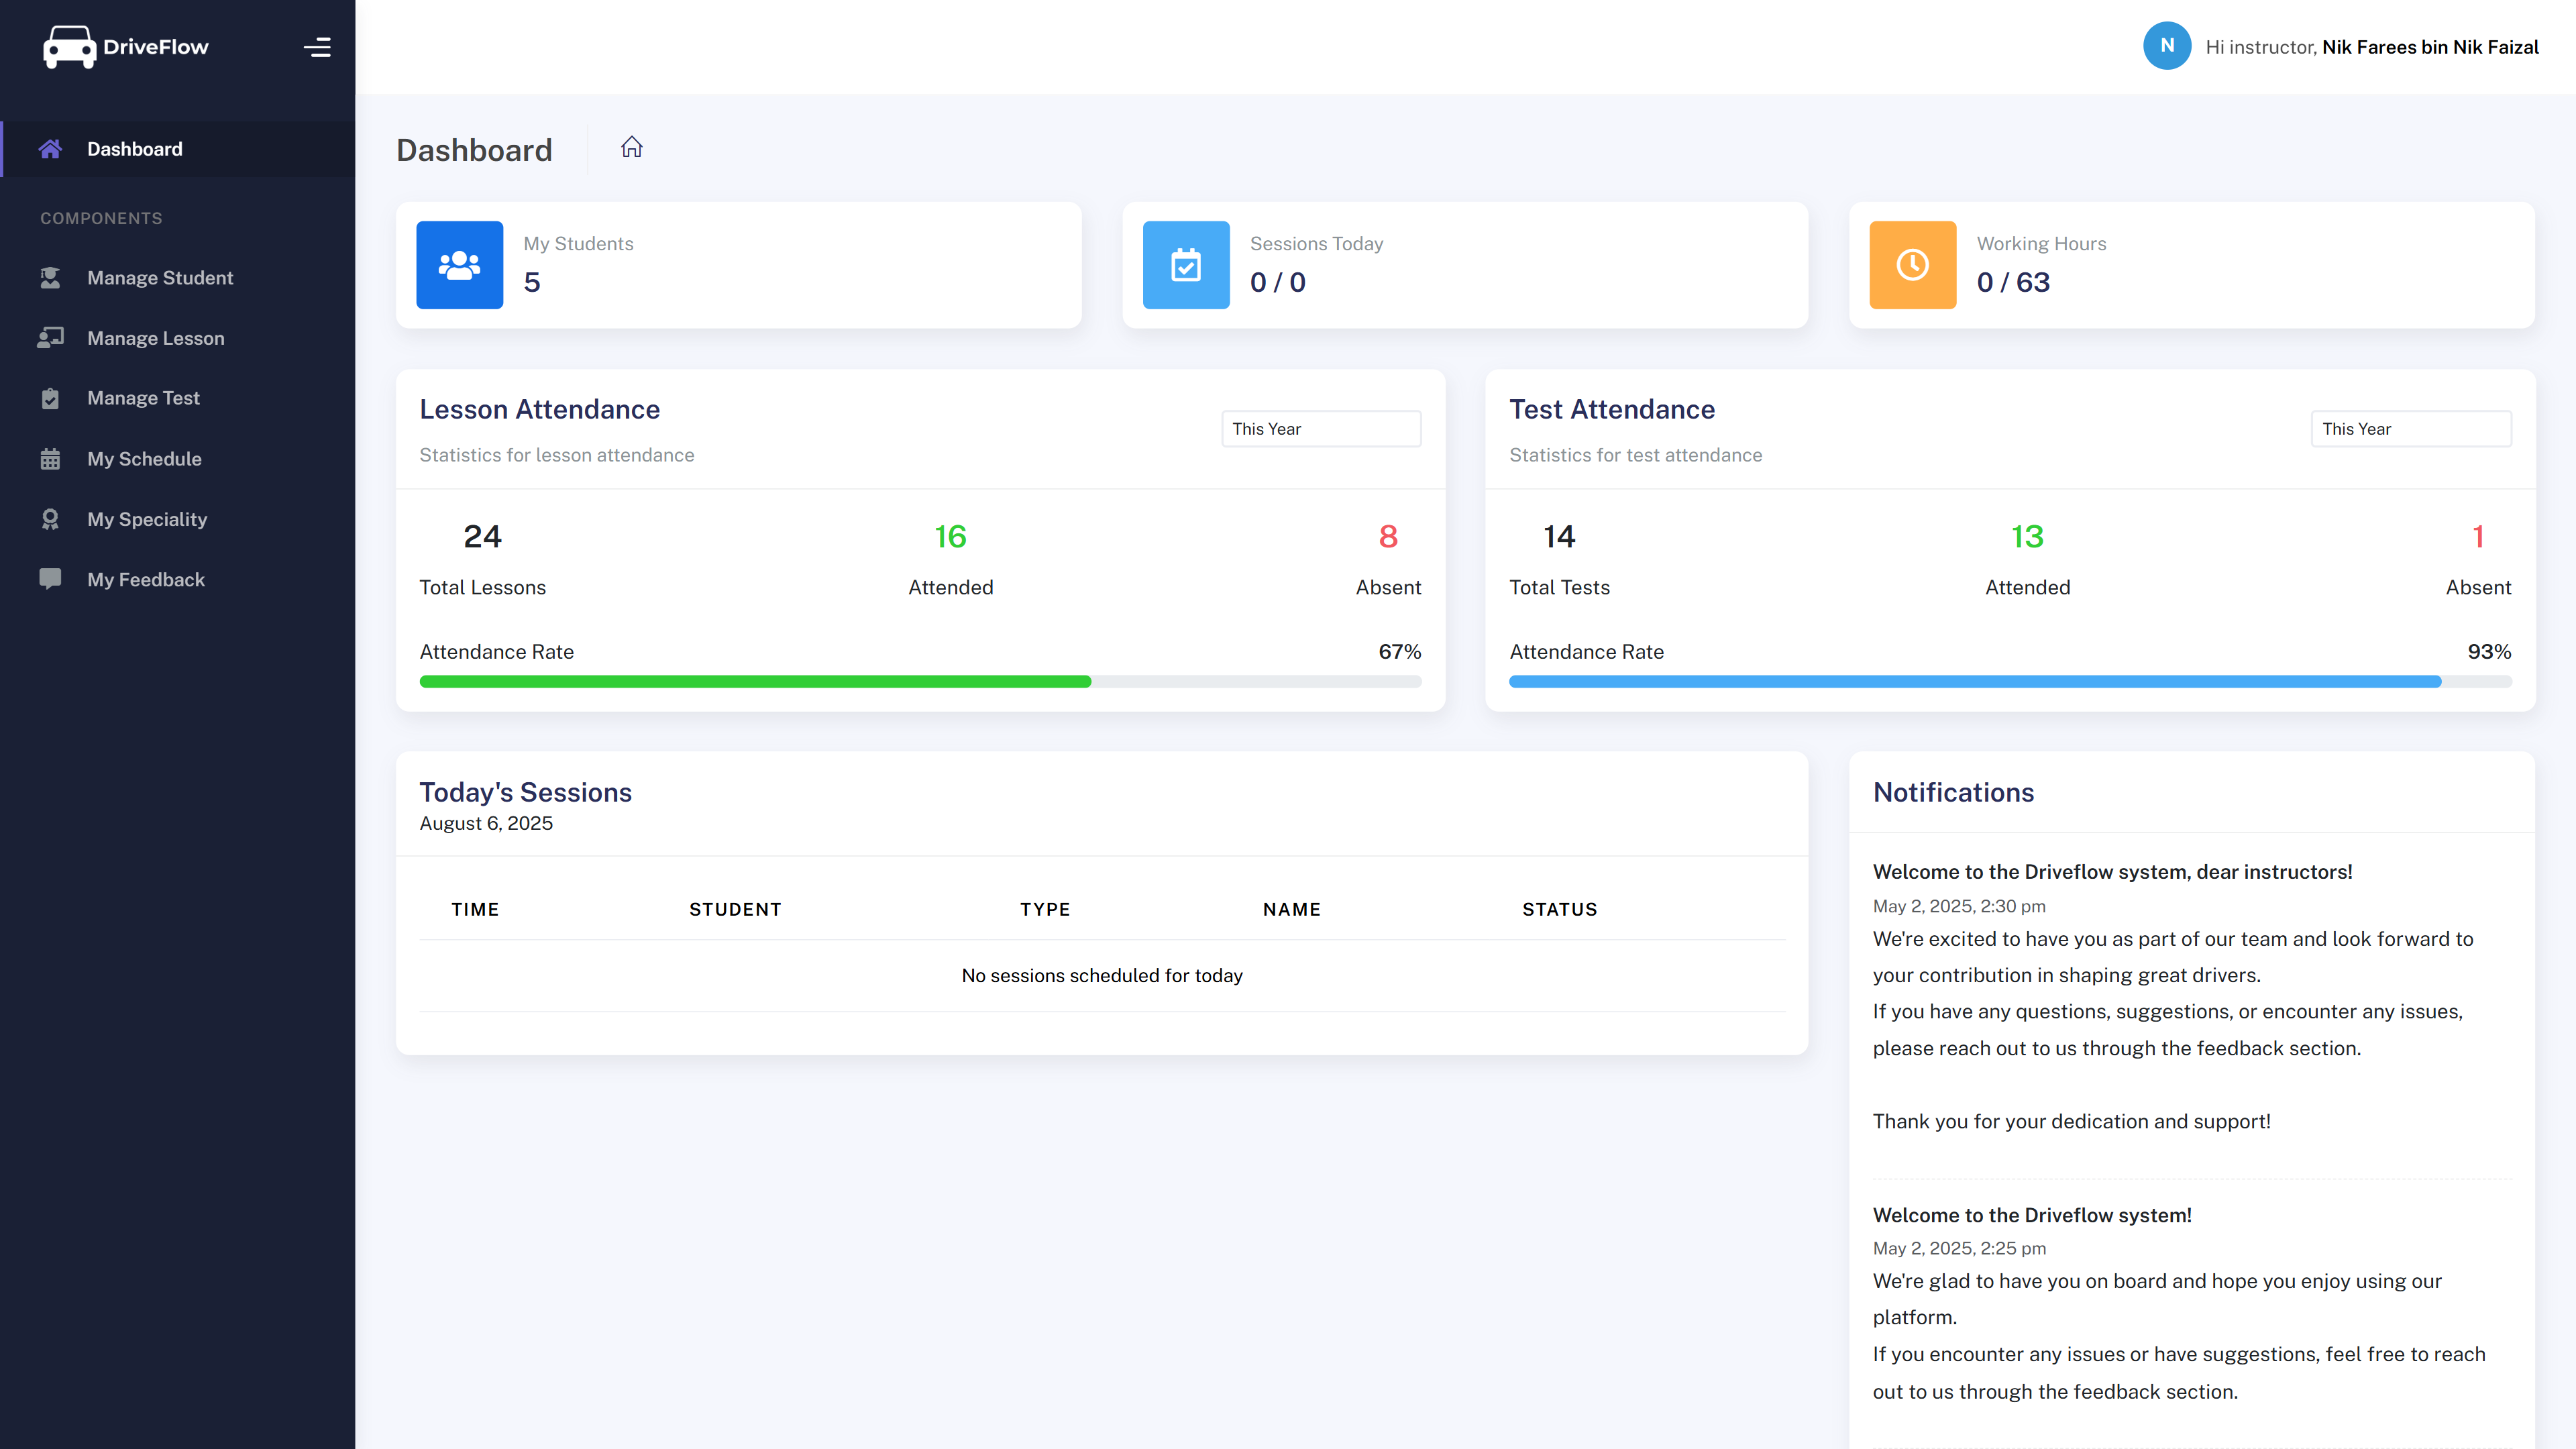 DriveFlow
N
Hi instructor, Nik Farees bin Nik Faizal
Dashboard
COMPONENTS
Manage Student
Manage Lesson
Manage Test
My Schedule
My Speciality
My Feedback
Dashboard
My Students
5
Sessions Today
0 / 0
Working Hours
0 / 63
Lesson Attendance
Statistics for lesson attendance
This Year
24
16
8
Total Lessons
Attended
Absent
Attendance Rate
67%
Test Attendance
Statistics for test attendance
This Year
14
13
1
Total Tests
Attended
Absent
Attendance Rate
93%
Today's Sessions
August 6, 2025
TIME STUDENT TYPE NAME STATUS
No sessions scheduled for today
Notifications
Welcome to the Driveflow system, dear instructors!
May 2, 2025, 2:30 pm
We're excited to have you as part of our team and look forward to
your contribution in shaping great drivers.
If you have any questions, suggestions, or encounter any issues,
please reach out to us through the feedback section.
Thank you for your dedication and support!
Welcome to the Driveflow system!
May 2, 2025, 2:25 pm
We're glad to have you on board and hope you enjoy using our
platform.
If you encounter any issues or have suggestions, feel free to reach
out to us through the feedback section.